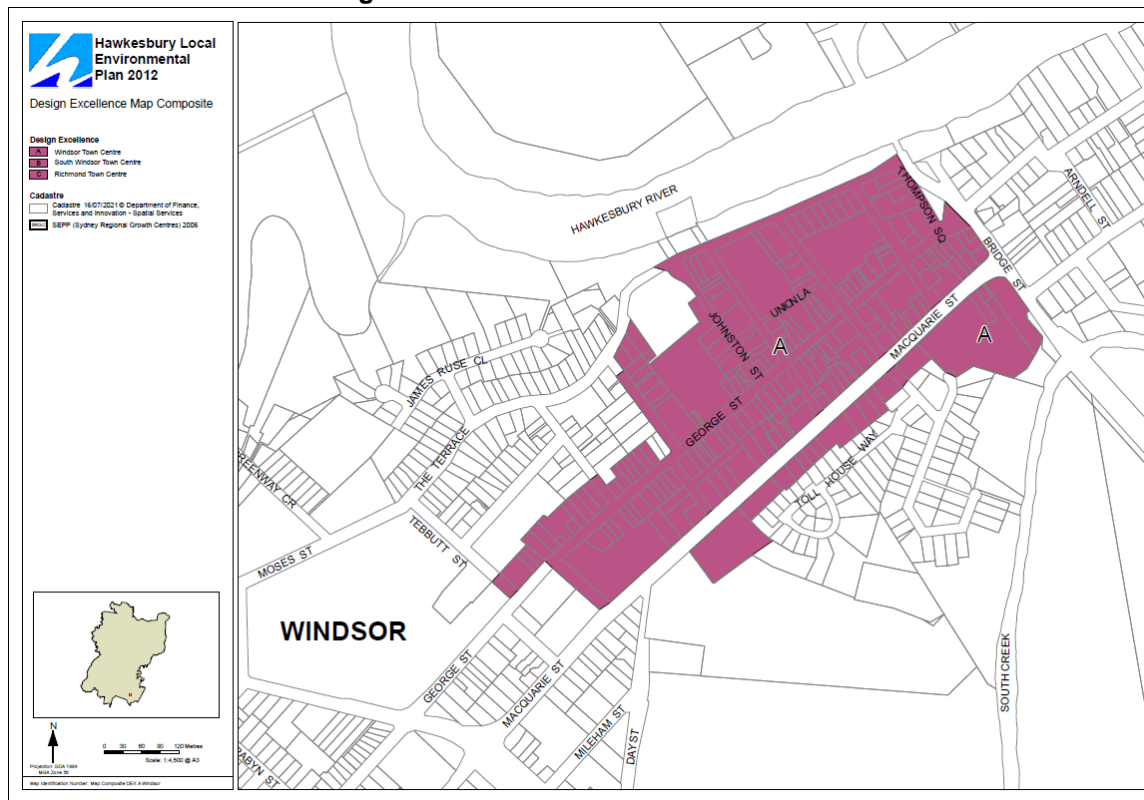 Hawkesbury Local
Environmental
Plan 2012
Design Excellence Map Composite
Design Excellence
A Windsor Town Centre
B South Windsor Town Centre
C Richmond Town Centre
Cadastre
Cadastre 16/07/2021 © Department of Finance,
Services and Innovation - Spatial Services
SEPP (Sydney Regional Growth Centres) 2006
N
0 30 60 90 120 Metres
Scale: 1:4,500 @ A3
Projection: GDA 1994
MGA Zone 56
Map Identification Number: Map Composite DEX A Windsor
HAWKESBURY RIVER
THOMPSON SQ
ARNDELL ST
BRIDGE ST
UNION LA
JOHNSTON ST
A
MACQUARIE ST
A
JAMES RUSE CL
GEORGE ST
THE TERRACE
TOLL HOUSE WAY
TEBBUTT ST
MOSES ST
WINDSOR
GEORGE ST
MACQUARIE ST
MILEHAM ST
DAY ST
SOUTH CREEK